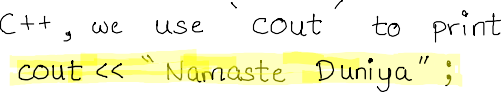 C++, we use `cout´ to print
cout << "Namaste Duniya";